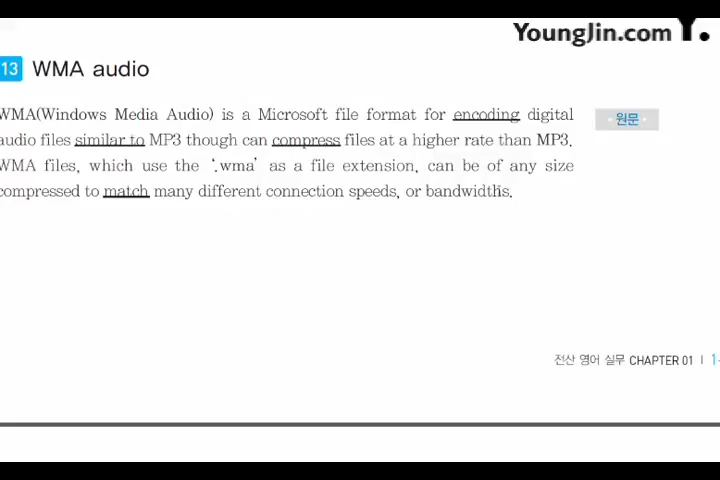 YoungJin.com Y.
13 WMA audio
WMA(Windows Media Audio) is a Microsoft file format for encoding digital
원문
audio files similar to MP3 though can compress files at a higher rate than MP3.
WMA files, which use the ‘.wma’ as a file extension, can be of any size
compressed to match many different connection speeds, or bandwidths.
전산 영어 실무 CHAPTER 01 | 1-